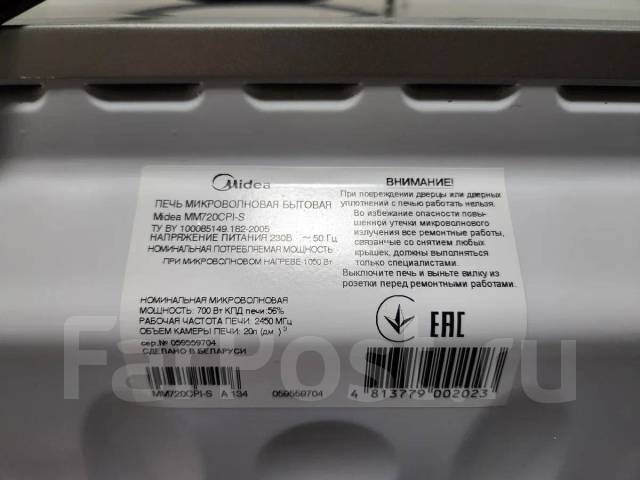 Midea
ПЕЧЬ МИКРОВОЛНОВАЯ БЫТОВАЯ
Midea MM720CPI-S
ТУ BY 100085149.182-2005
НАПРЯЖЕНИЕ ПИТАНИЯ 230В ~ 50 Гц
НОМИНАЛЬНАЯ ПОТРЕБЛЯЕМАЯ МОЩНОСТЬ
ПРИ МИКРОВОЛНОВОМ НАГРЕВЕ-1050 Вт
НОМИНАЛЬНАЯ МИКРОВОЛНОВАЯ
МОЩНОСТЬ: 700 Вт КПД печи:56%
РАБОЧАЯ ЧАСТОТА ПЕЧИ: 2450 МГц
ОБЪЕМ КАМЕРЫ ПЕЧИ: 20л (дм³)
сер.№ 059559704
СДЕЛАНО В БЕЛАРУСИ
MM720CPI-S A 134 059559704
ВНИМАНИЕ!
При повреждении дверцы или дверных
уплотнений с печью работать нельзя.
Во избежание опасности повы-
шенной утечки микроволнового
излучения все ремонтные работы,
связанные со снятием любых
крышек, должны выполняться
только специалистами.
Выключите печь и выньте вилку из
розетки перед ремонтными работами.
EAC
4 813779 002023
FarPost.ru